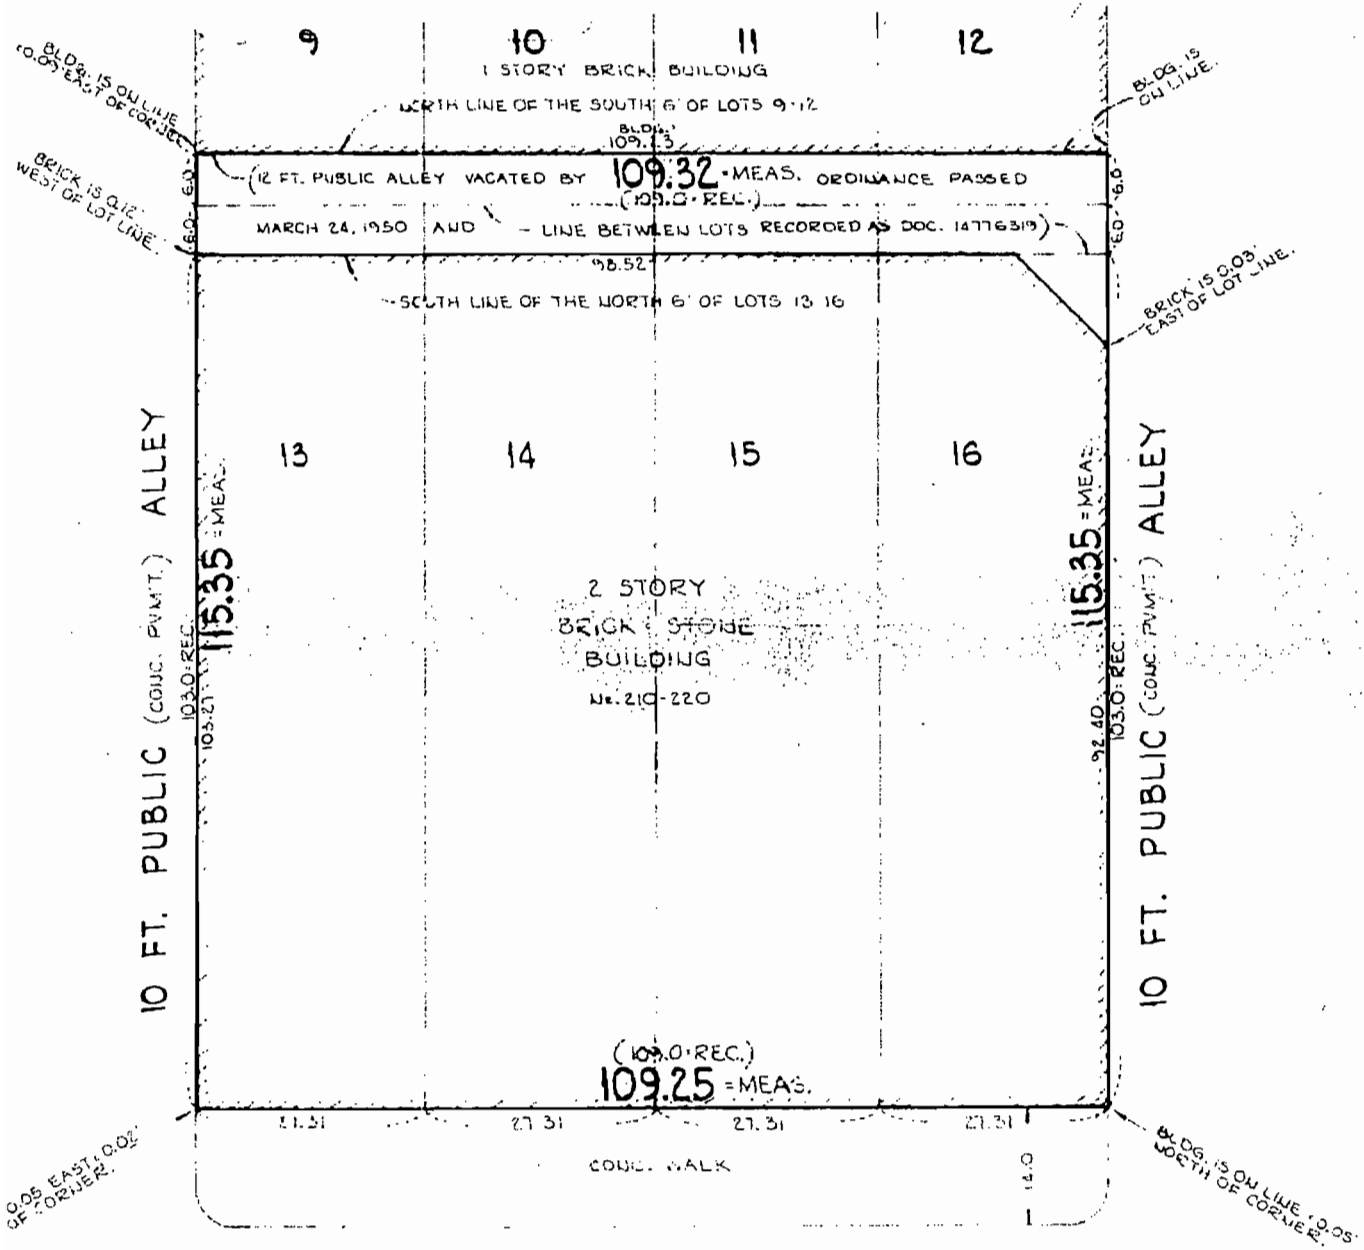 9 10 11 12
1 STORY BRICK BUILDING
BLDG. IS ON LINE
0.09' EAST OF CORNER.
BLDG. IS
ON LINE.
NORTH LINE OF THE SOUTH 6' OF LOTS 9-12
BLDG.
(12 FT. PUBLIC ALLEY VACATED BY 109.32 = MEAS. ORDINANCE PASSED
(109.0 = REC.)
MARCH 24, 1950 AND - LINE BETWEEN LOTS RECORDED AS DOC. 14776319)
6.0
6.0
6.0
6.0
BRICK IS 0.12'
WEST OF LOT LINE.
98.52
SOUTH LINE OF THE NORTH 6' OF LOTS 13 16
BRICK IS 0.03'
EAST OF LOT LINE.
13 14 15 16
10 FT. PUBLIC (CONC. PVM'T.) ALLEY
103.0 = REC.
103.27
115.35 = MEAS.
2 STORY
BRICK & STONE
BUILDING
No. 210-220
115.35 = MEAS.
92.40
103.0 = REC.
10 FT. PUBLIC (CONC. PVM'T.) ALLEY
(109.0 = REC.)
109.25 = MEAS.
27.31 27.31 27.31 27.31
CONC. WALK
14.0
0.05 EAST & 0.02'
OF CORNER.
BLDG. IS ON LINE & 0.05'
NORTH OF CORNER.